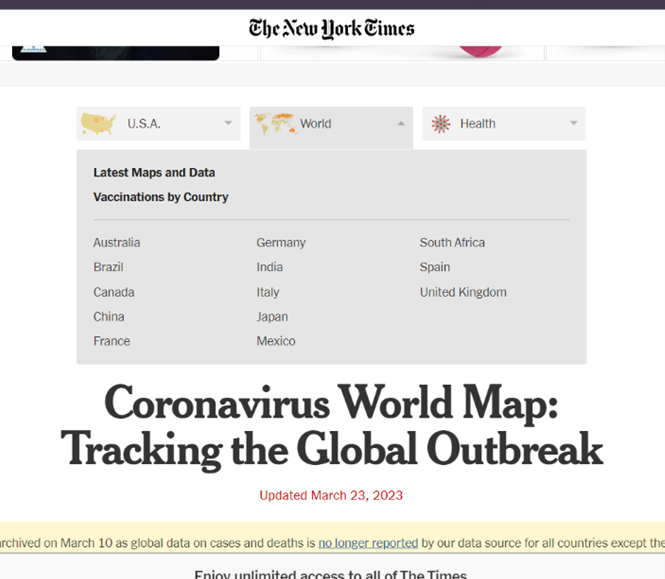 The New York Times
U.S.A. World Health
Latest Maps and Data
Vaccinations by Country
Australia Germany South Africa
Brazil India Spain
Canada Italy United Kingdom
China Japan
France Mexico
Coronavirus World Map:
Tracking the Global Outbreak
Updated March 23, 2023
archived on March 10 as global data on cases and deaths is no longer reported by our data source for all countries except the
Enjoy unlimited access to all of The Times.